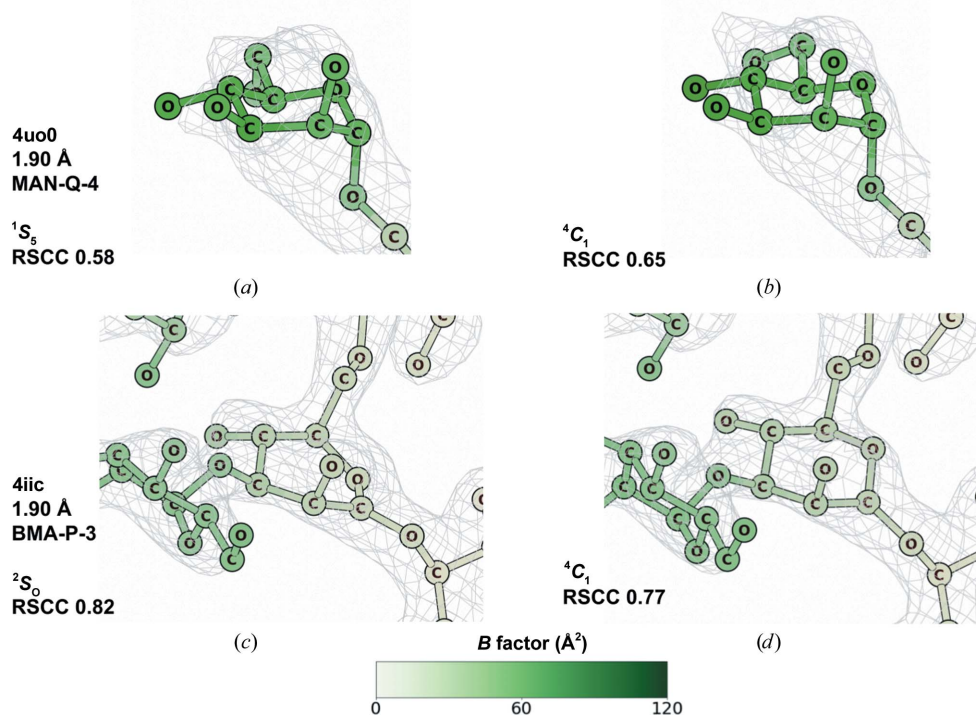 4uo0
1.90 Å
MAN-Q-4
¹S₅
RSCC 0.58
(a)
⁴C₁
RSCC 0.65
(b)
4iic
1.90 Å
BMA-P-3
²Sₒ
RSCC 0.82
(c)
⁴C₁
RSCC 0.77
(d)
B factor (Å²)
0 60 120